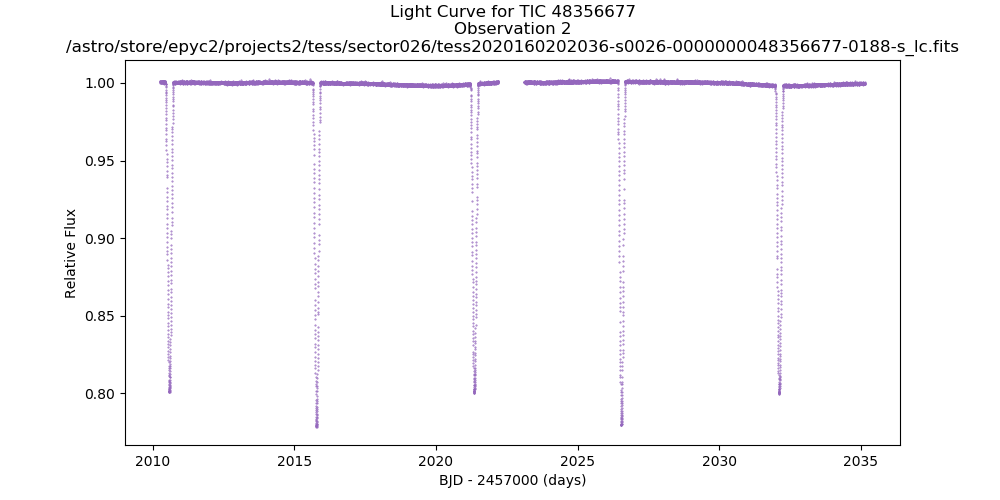 Light Curve for TIC 48356677
Observation 2
/astro/store/epyc2/projects2/tess/sector026/tess2020160202036-s0026-0000000048356677-0188-s_lc.fits
1.00
0.95
0.90
0.85
0.80
Relative Flux
2010
2015
2020
2025
2030
2035
BJD - 2457000 (days)